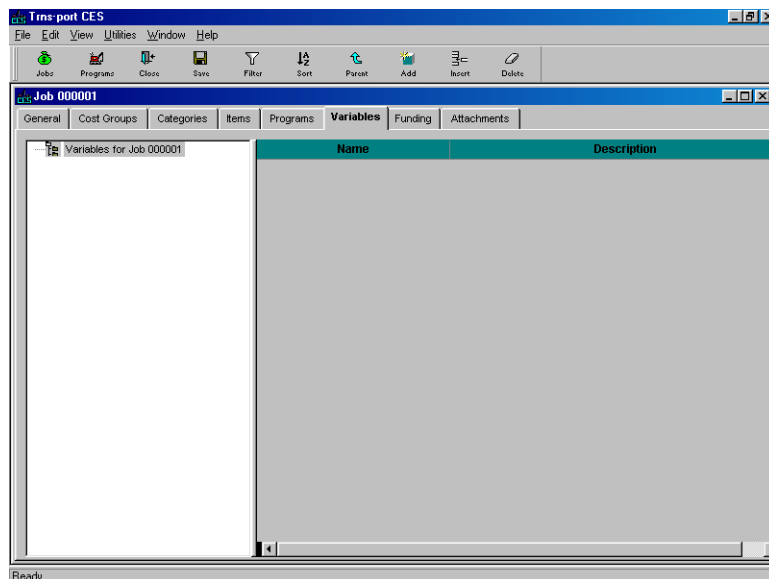 Trns•port CES
File Edit View Utilities Window Help
Jobs Programs Close Save Filter Sort Parent Add Insert Delete
Job 000001
General Cost Groups Categories Items Programs Variables Funding Attachments
Variables for Job 000001
Name Description
Ready